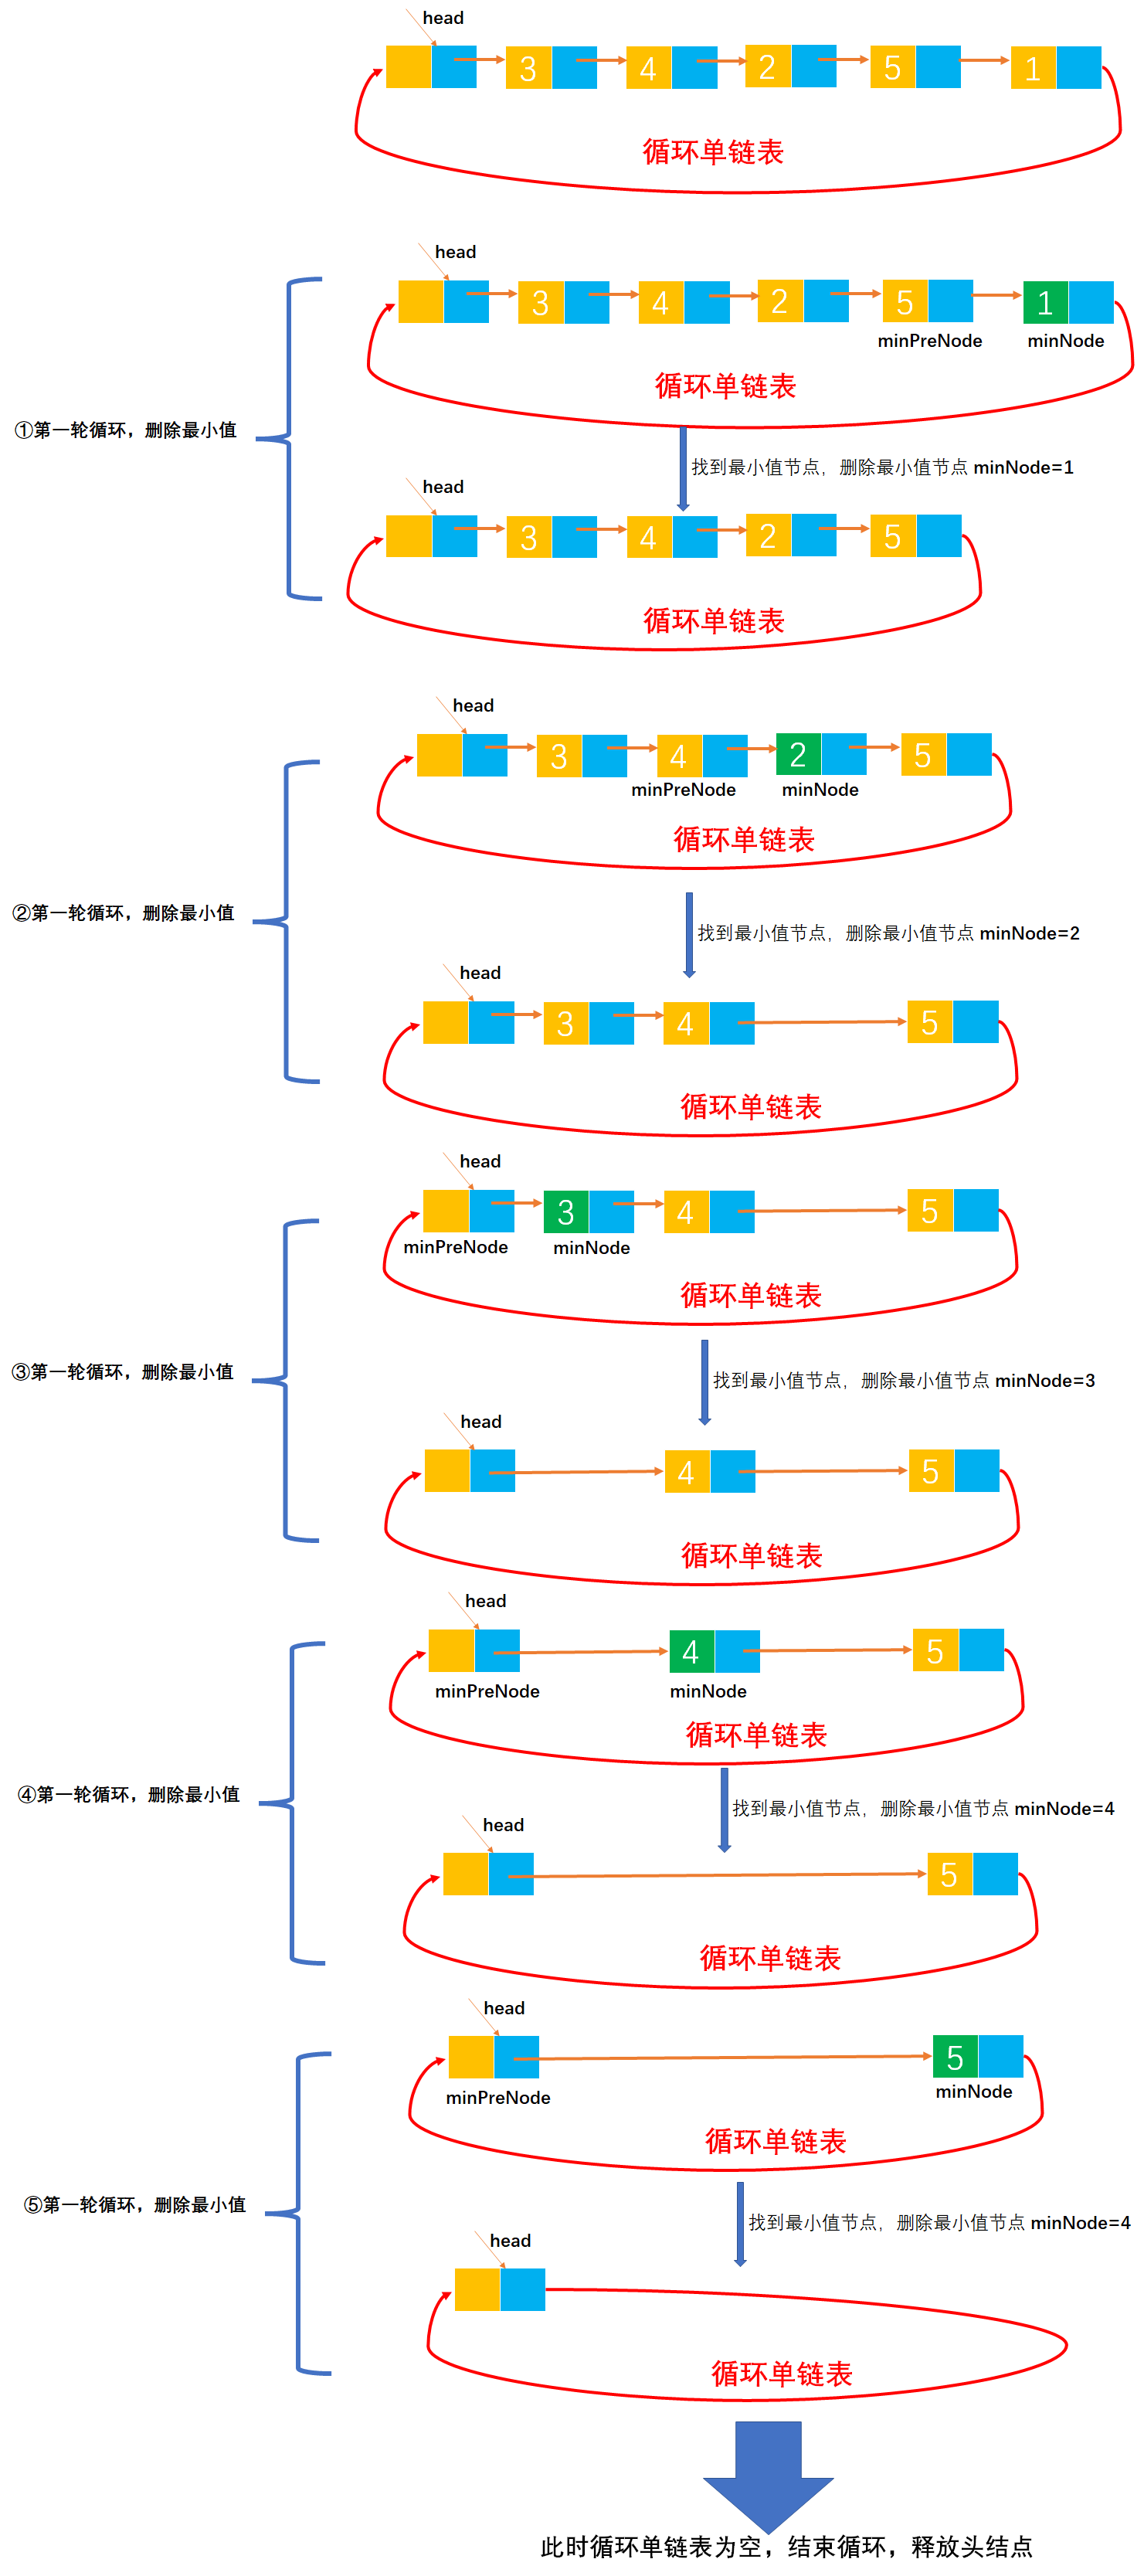 head
3 4 2 5 1
循环单链表
head
3 4 2 5 1
minPreNode minNode
循环单链表
①第一轮循环，删除最小值
找到最小值节点，删除最小值节点 minNode=1
head
3 4 2 5
循环单链表
head
3 4 2 5
minPreNode minNode
循环单链表
②第一轮循环，删除最小值
找到最小值节点，删除最小值节点 minNode=2
head
3 4 5
循环单链表
head
3 4 5
minPreNode minNode
循环单链表
③第一轮循环，删除最小值
找到最小值节点，删除最小值节点 minNode=3
head
4 5
循环单链表
head
4 5
minPreNode minNode
循环单链表
④第一轮循环，删除最小值
找到最小值节点，删除最小值节点 minNode=4
head
5
循环单链表
head
5
minPreNode minNode
循环单链表
⑤第一轮循环，删除最小值
找到最小值节点，删除最小值节点 minNode=4
head
循环单链表
此时循环单链表为空，结束循环，释放头结点